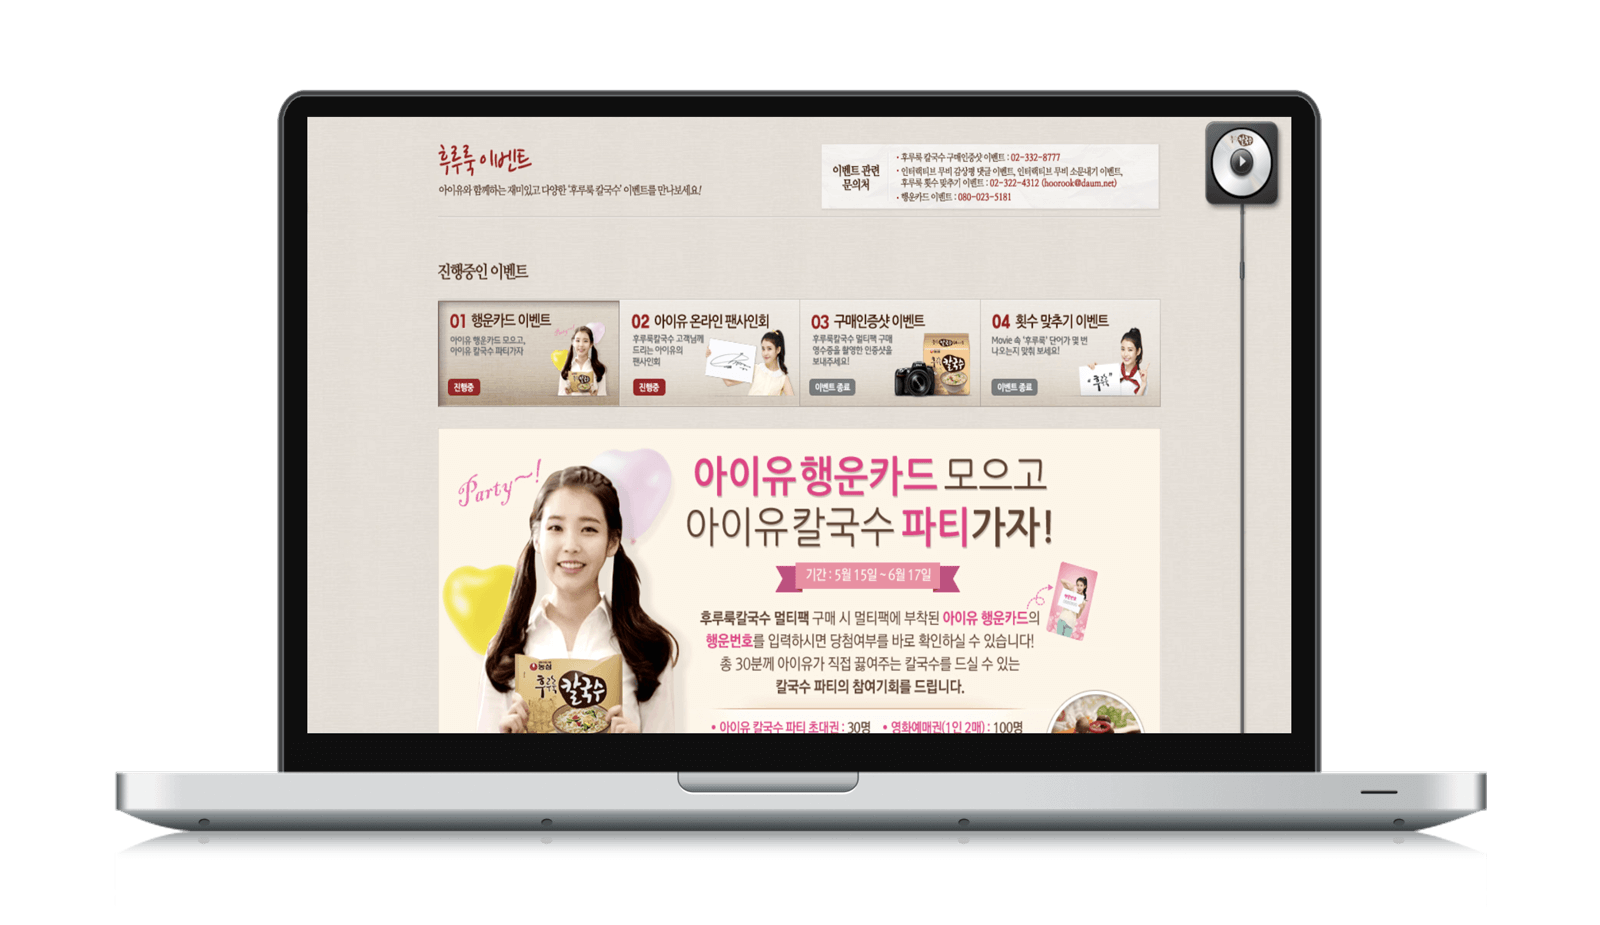 후루룩 이벤트
아이유와 함께하는 재미있고 다양한 '후루룩 칼국수' 이벤트를 만나보세요!
이벤트 관련
문의처
• 후루룩 칼국수 구매인증샷 이벤트 : 02-332-8777
• 인터랙티브 무비 감상평 댓글 이벤트, 인터랙티브 무비 소문내기 이벤트,
후루룩 횟수 맞추기 이벤트 : 02-322-4312 (hoorook@daum.net)
• 행운카드 이벤트 : 080-023-5181
진행중인 이벤트
01 행운카드 이벤트
아이유 행운카드 모으고,
아이유 칼국수 파티가자
진행중
02 아이유 온라인 팬사인회
후루룩칼국수 고객님께
드리는 아이유의
팬사인회
진행중
03 구매인증샷 이벤트
후루룩칼국수 멀티팩 구매
영수증을 촬영한 인증샷을
보내주세요!
이벤트 종료
칼국수
04 횟수 맞추기 이벤트
Movie 속 '후루룩' 단어가 몇 번
나오는지 맞춰 보세요!
"후루룩"
이벤트 종료
Party~!
아이유 행운카드 모으고
아이유 칼국수 파티가자!
기간 : 5월 15일 ~ 6월 17일
후루룩칼국수 멀티팩 구매 시 멀티팩에 부착된 아이유 행운카드의
행운번호를 입력하시면 당첨여부를 바로 확인하실 수 있습니다!
총 30분께 아이유가 직접 끓여주는 칼국수를 드실 수 있는
칼국수 파티의 참여기회를 드립니다.
농심
후루룩
칼국수
• 아이유 칼국수 파티 초대권 : 30명 • 영화예매권(1인 2매) : 100명